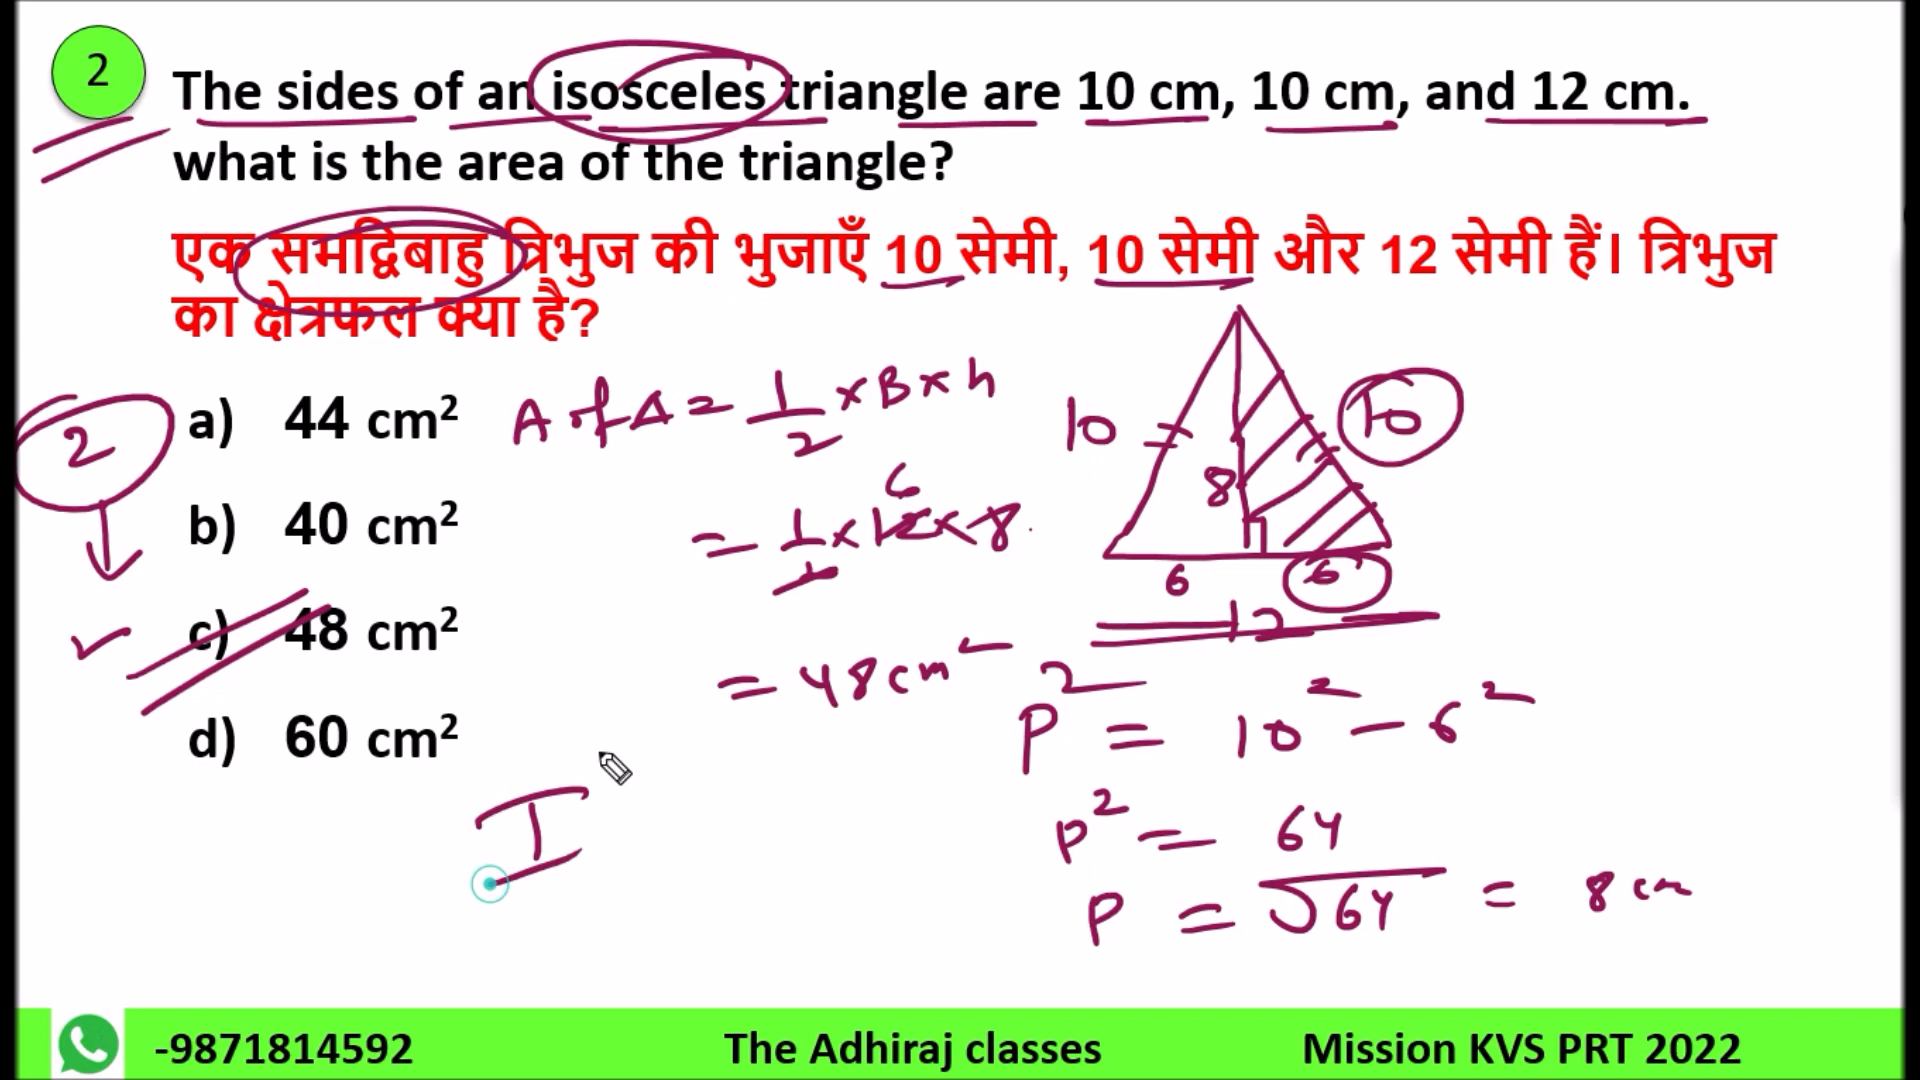 2
The sides of an isosceles triangle are 10 cm, 10 cm, and 12 cm.
what is the area of the triangle?
एक समद्विबाहु त्रिभुज की भुजाएँ 10 सेमी, 10 सेमी और 12 सेमी हैं। त्रिभुज
का क्षेत्रफल क्या है?
2
a) 44 cm²
b) 40 cm²
c) 48 cm²
d) 60 cm²
A of Δ = 1/2 × B × h
6
= 1/2 × 12 × 8
= 48 cm²
10
10
8
6
6
12
P² = 10² - 6²
P² = 64
P = √64 = 8 cm
I
-9871814592
The Adhiraj classes
Mission KVS PRT 2022